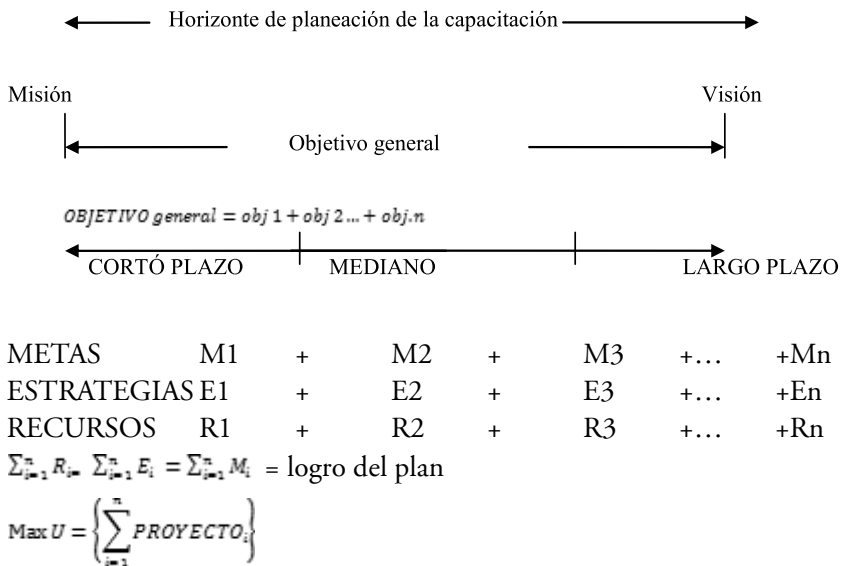 Horizonte de planeación de la capacitación
Misión Visión
Objetivo general
OBJETIVO general = obj 1 + obj 2 ... + obj.n
CORTÓ PLAZO MEDIANO LARGO PLAZO
METAS M1 + M2 + M3 +… +Mn
ESTRATEGIAS E1 + E2 + E3 +… +En
RECURSOS R1 + R2 + R3 +… +Rn
∑ⁿᵢ₌₁ Rᵢ₌ ∑ⁿᵢ₌₁ Eᵢ = ∑ⁿᵢ₌₁ Mᵢ = logro del plan
Max U = {∑ⁿᵢ₌₁ PROYECTOᵢ}